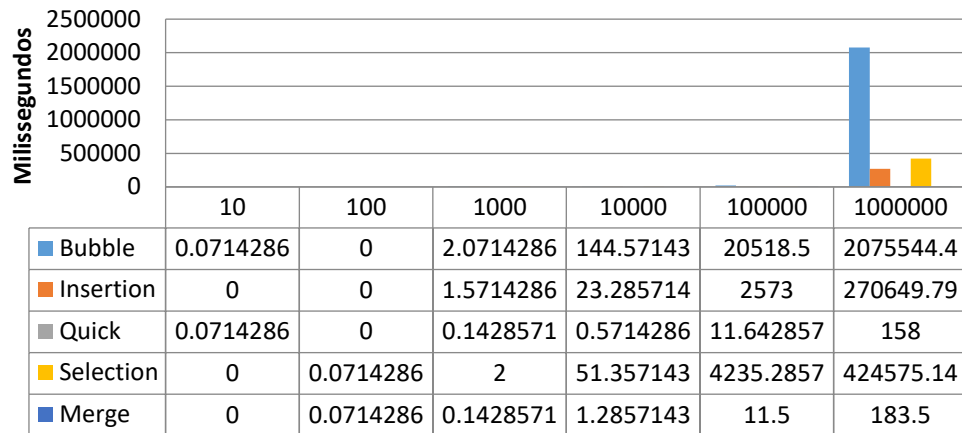 Milissegundos
2500000
2000000
1500000
1000000
500000
0
10 100 1000 10000 100000 1000000
Bubble 0.0714286 0 2.0714286 144.57143 20518.5 2075544.4
Insertion 0 0 1.5714286 23.285714 2573 270649.79
Quick 0.0714286 0 0.1428571 0.5714286 11.642857 158
Selection 0 0.0714286 2 51.357143 4235.2857 424575.14
Merge 0 0.0714286 0.1428571 1.2857143 11.5 183.5